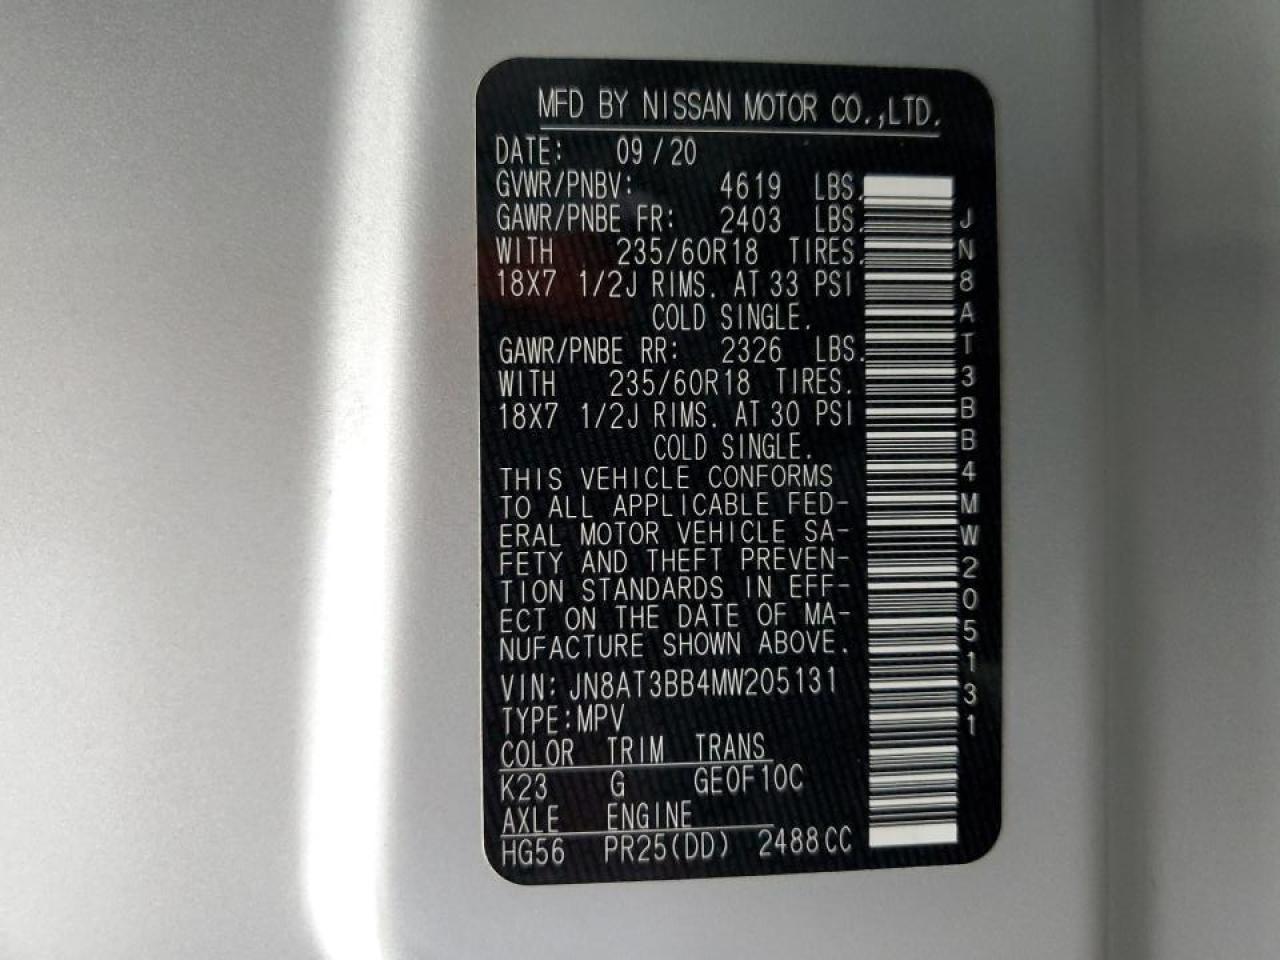 MFD BY NISSAN MOTOR CO.,LTD.
DATE: 09/20
GVWR/PNBV: 4619 LBS.
GAWR/PNBE FR: 2403 LBS.
WITH 235/60R18 TIRES.
18X7 1/2J RIMS. AT 33 PSI
COLD SINGLE.
GAWR/PNBE RR: 2326 LBS.
WITH 235/60R18 TIRES.
18X7 1/2J RIMS. AT 30 PSI
COLD SINGLE.
THIS VEHICLE CONFORMS
TO ALL APPLICABLE FED-
ERAL MOTOR VEHICLE SA-
FETY AND THEFT PREVEN-
TION STANDARDS IN EFF-
ECT ON THE DATE OF MA-
NUFACTURE SHOWN ABOVE.
VIN: JN8AT3BB4MW205131
TYPE:MPV
COLOR TRIM TRANS
K23 G GE0F10C
AXLE ENGINE
HG56 PR25(DD) 2488CC
JN8AT3BB4MW205131